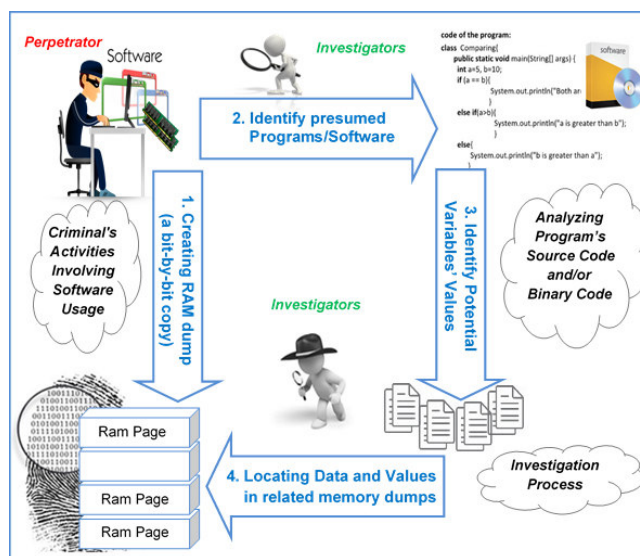 Perpetrator
Software
Investigators
code of the program:
class Comparing{
public static void main(String[] args) {
int a=5, b=10;
if (a == b){
System.out.println("Both ar
}
else if(a>b){
System.out.println("a is greater than b");
}
else{
System.out.println("b is greater than a");
}
software
2. Identify presumed
Programs/Software
Criminal's
Activities
Involving
Software
Usage
1. Creating RAM dump
(a bit-by-bit copy)
Investigators
3. Identify Potential
Variables' Values
Analyzing
Program's
Source Code
and/or
Binary Code
Ram Page
Ram Page
Ram Page
4. Locating Data and Values
in related memory dumps
Investigation
Process